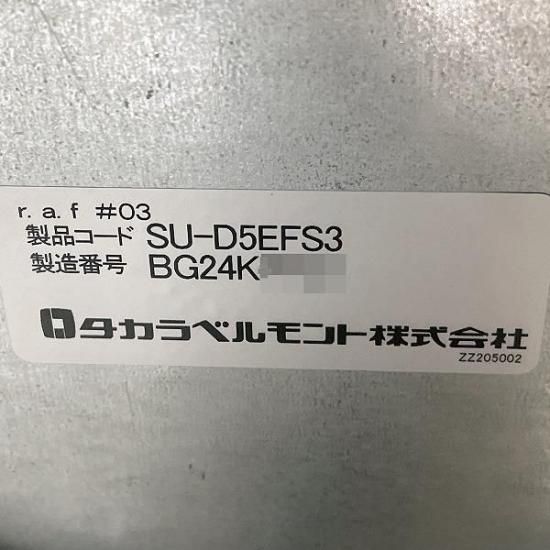 r.a.f #03
製品コード SU-D5EFS3
製造番号 BG24K
タカラベルモント株式会社
ZZ205002